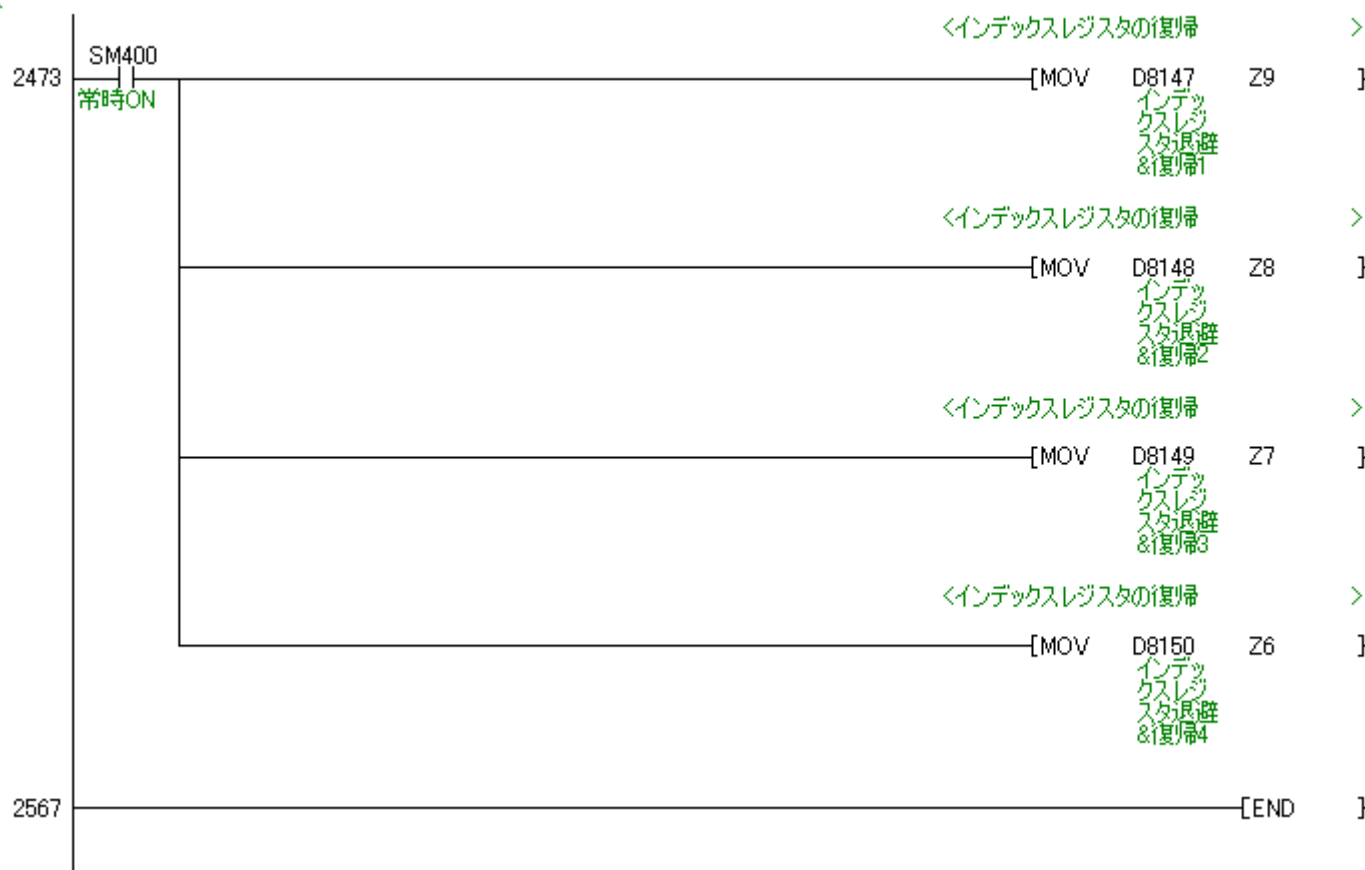 <インデックスレジスタの復帰 >
SM400
2473 [MOV D8147 Z9 ]
常時ON
インデッ
クスレジ
スタ退避
&復帰1
<インデックスレジスタの復帰 >
[MOV D8148 Z8 ]
インデッ
クスレジ
スタ退避
&復帰2
<インデックスレジスタの復帰 >
[MOV D8149 Z7 ]
インデッ
クスレジ
スタ退避
&復帰3
<インデックスレジスタの復帰 >
[MOV D8150 Z6 ]
インデッ
クスレジ
スタ退避
&復帰4
2567 [END ]